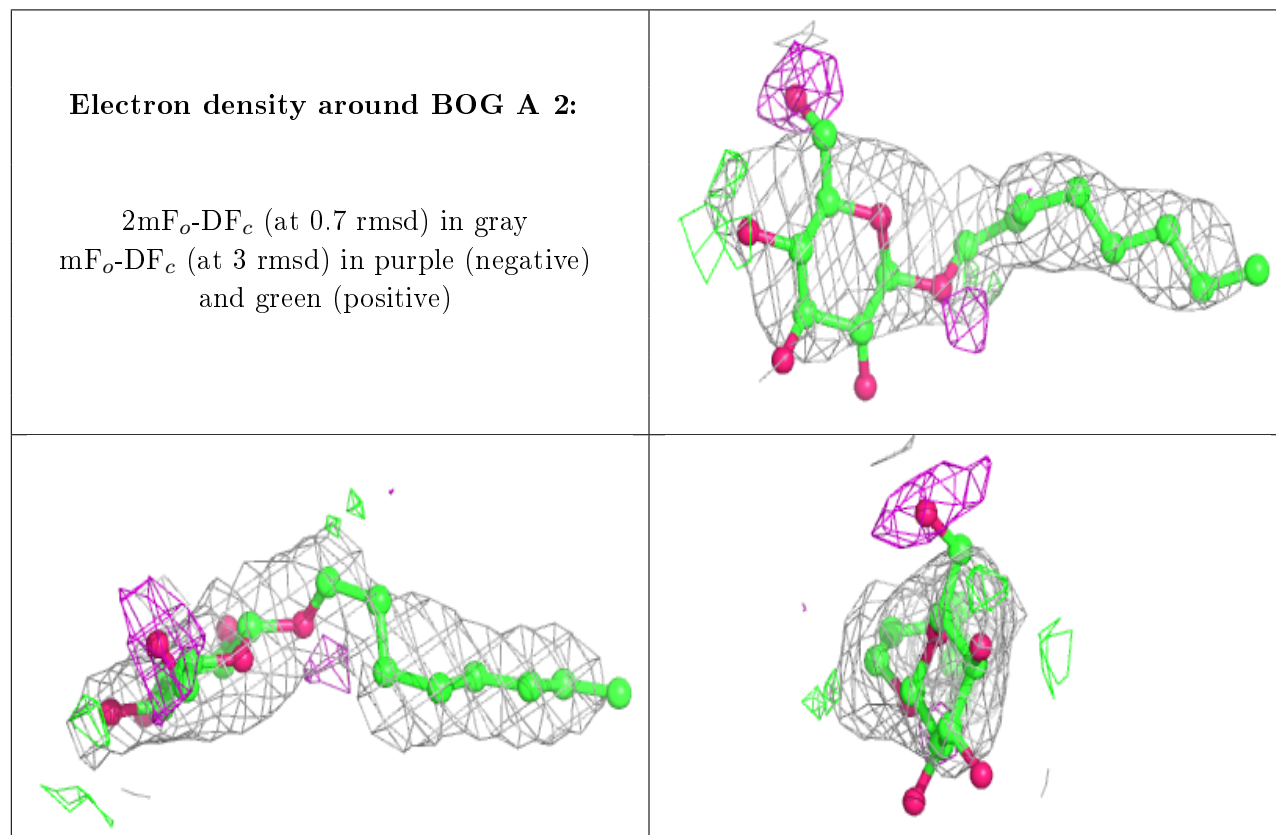 Electron density around BOG A 2:
2mFo-DFc (at 0.7 rmsd) in gray
mFo-DFc (at 3 rmsd) in purple (negative)
and green (positive)